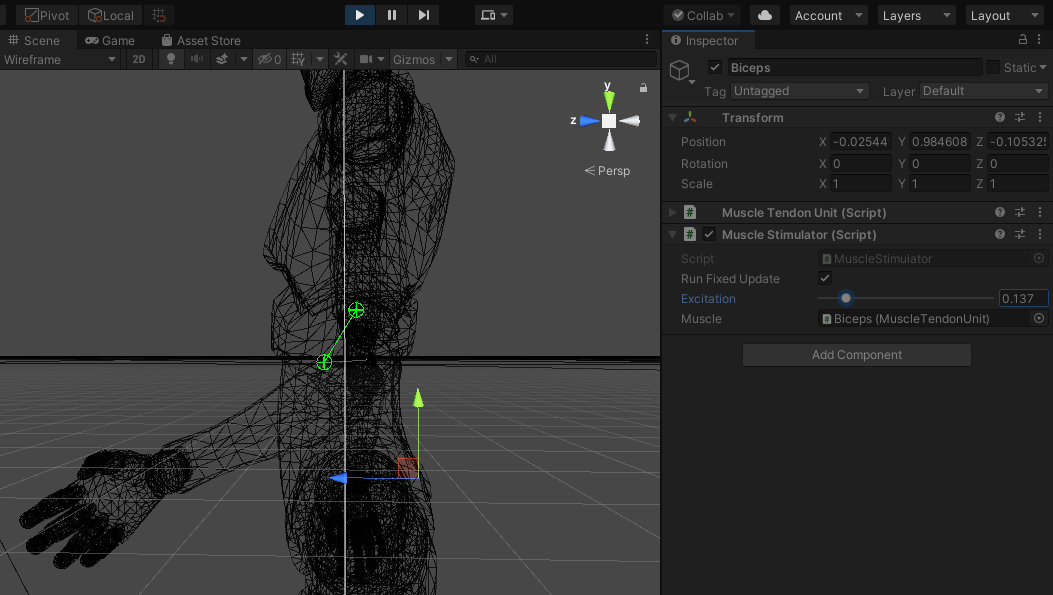 Pivot Local Collab Account Layers Layout
Scene Game Asset Store Inspector
Wireframe 2D 0 Gizmos All
Biceps Static
Tag Untagged Layer Default
Transform
Position X -0.02544 Y 0.984608 Z -0.105325
Rotation X 0 Y 0 Z 0
Scale X 1 Y 1 Z 1
Muscle Tendon Unit (Script)
Muscle Stimulator (Script)
Script MuscleStimulator
Run Fixed Update
Excitation 0.137
Muscle Biceps (MuscleTendonUnit)
Add Component
y
z
Persp